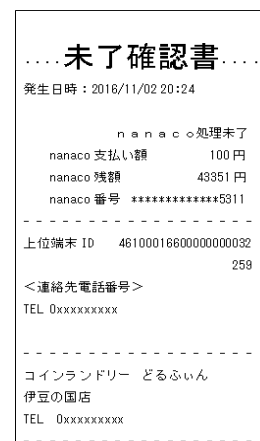 ....未了確認書....
発生日時：2016/11/02 20:24
ｎａｎａｃｏ処理未了
nanaco 支払い額 100 円
nanaco 残額 43351 円
nanaco 番号 *************5311
- - - - - - - - - - - - - - - - - -
上位端末 ID 46100016600000000032
259
＜連絡先電話番号＞
TEL 0xxxxxxxxx
- - - - - - - - - - - - - - - - - -
コインランドリー どるふぃん
伊豆の国店
TEL 0xxxxxxxxx
- - - - - - - - - - - - - - - - - -